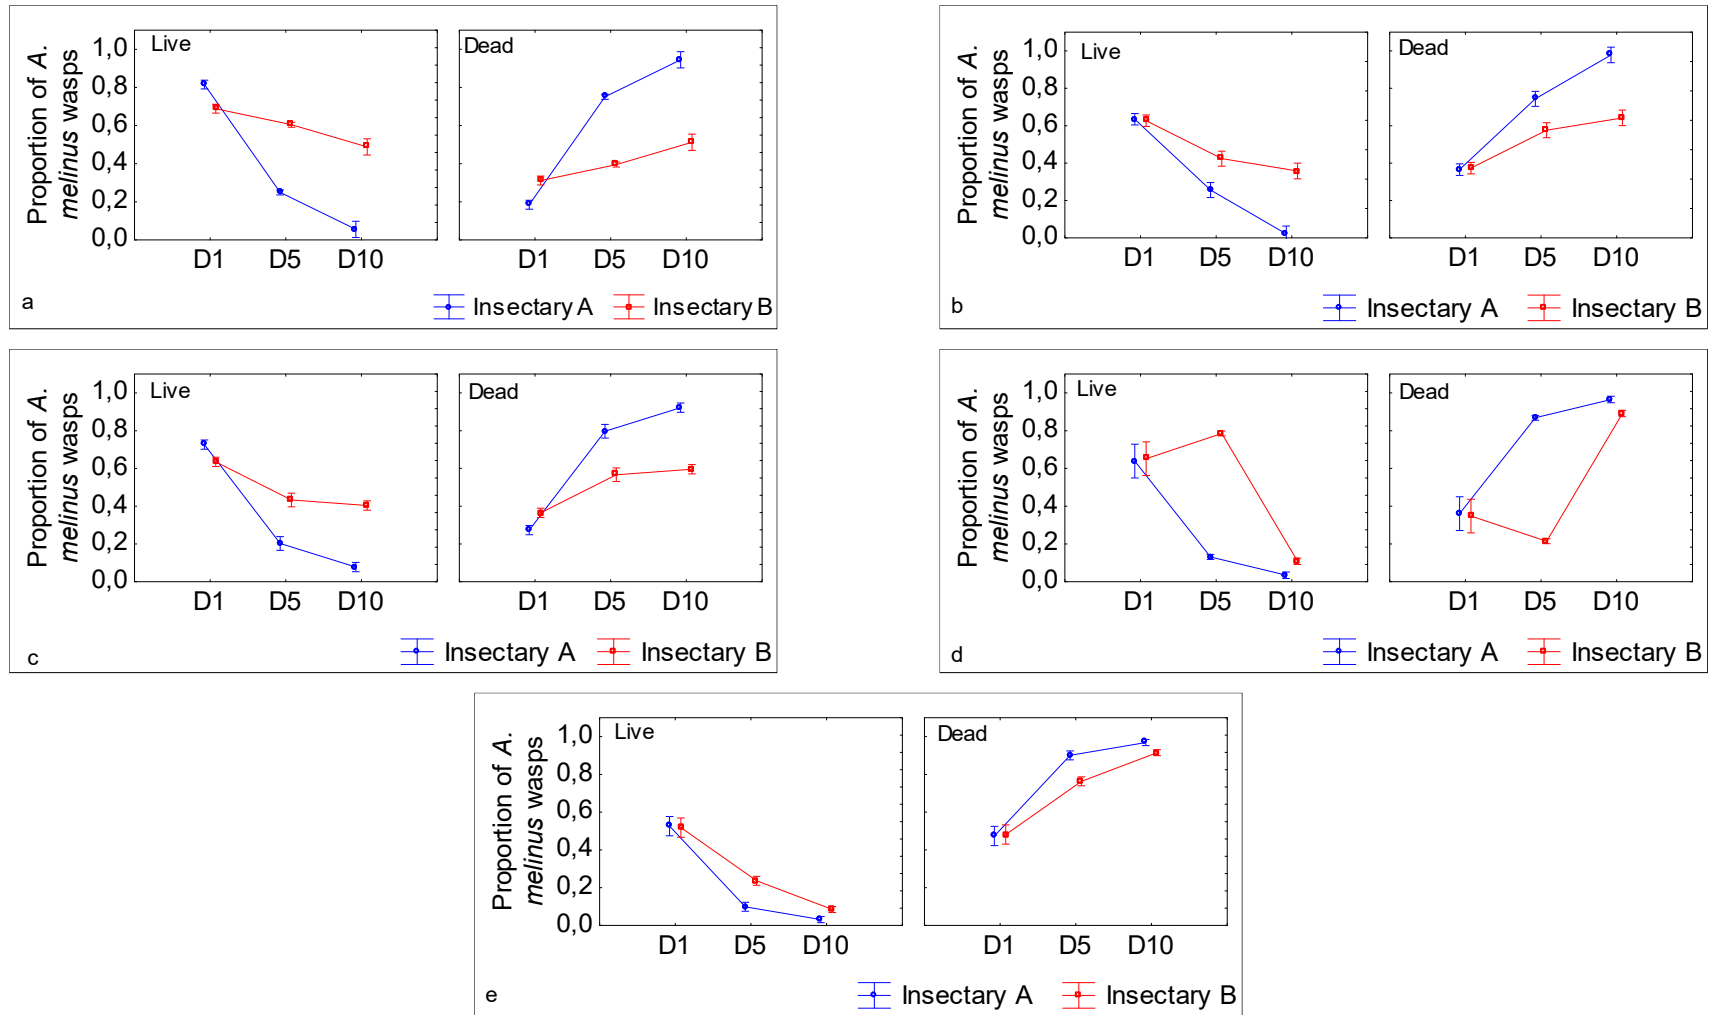 Proportion of A.
melinus wasps
1,0
0,8
0,6
0,4
0,2
0,0
Live
Dead
D1 D5 D10
D1 D5 D10
a
Insectary A Insectary B
Proportion of A.
melinus wasps
1,0
0,8
0,6
0,4
0,2
0,0
Live
Dead
D1 D5 D10
D1 D5 D10
b
Insectary A Insectary B
Proportion of A.
melinus wasps
1,0
0,8
0,6
0,4
0,2
0,0
Live
Dead
D1 D5 D10
D1 D5 D10
c
Insectary A Insectary B
Proportion of A.
melinus wasps
1,0
0,8
0,6
0,4
0,2
0,0
Live
Dead
D1 D5 D10
D1 D5 D10
d
Insectary A Insectary B
Proportion of A.
melinus wasps
1,0
0,8
0,6
0,4
0,2
0,0
Live
Dead
D1 D5 D10
D1 D5 D10
e
Insectary A Insectary B